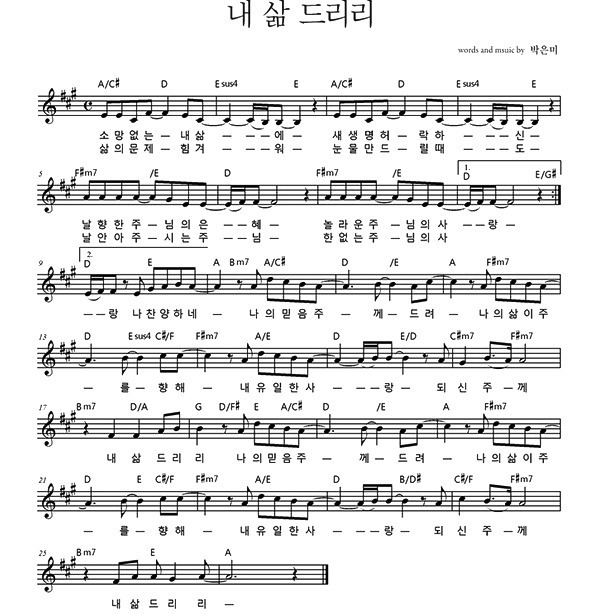 내 삶 드리리
words and msuic by 박은미
A/C# D Esus4 E A/C# D Esus4 E
소 망 없 는 - 내 삶 - - - - 에 - 새 생 명 허 - 락 하 - - - 신 -
삶 의 문 제 - 힘 겨 - - - - 워 - 눈 물 만 드 - 릴 때 - - - 도 -
5 F#m7 /E D F#m7 /E 1. D E/G#
날 향 한 주 - 님 의 은 - 혜 놀 라 운 주 - 님 의 사 - 랑
날 안 아 주 - 시 는 주 - 님 - 한 없 는 주 - 님 의 사
9 2. D E A Bm7 A/C# D /E A F#m7
- - - 랑 나 찬 양 하 네 - - 나 의 믿 음 주 - - 께 - 드 려 - - 나 의 삶 이 주
13 D Esus4 C#/F F#m7 A/E D Em7 D/E C#7 F#m7
- 를 향 해 - - 내 유 일 한 사 - - - - 랑 - 되 신 주 - 께
17 Bm7 D/A G D/F# E A/C# D /E A F#m7
내 삶 드 리 리 나 의 믿 음 주 - - - 께 - 드 려 - - 나 의 삶 이 주
21 D E C#/F F#m7 A/E D B/D# C#/F F#m7
- - 를 향 해 - - 내 유 일 한 사 - - - - 랑 - 되 신 주 께
25 Bm7 E A
내 삶 드 리 리 -